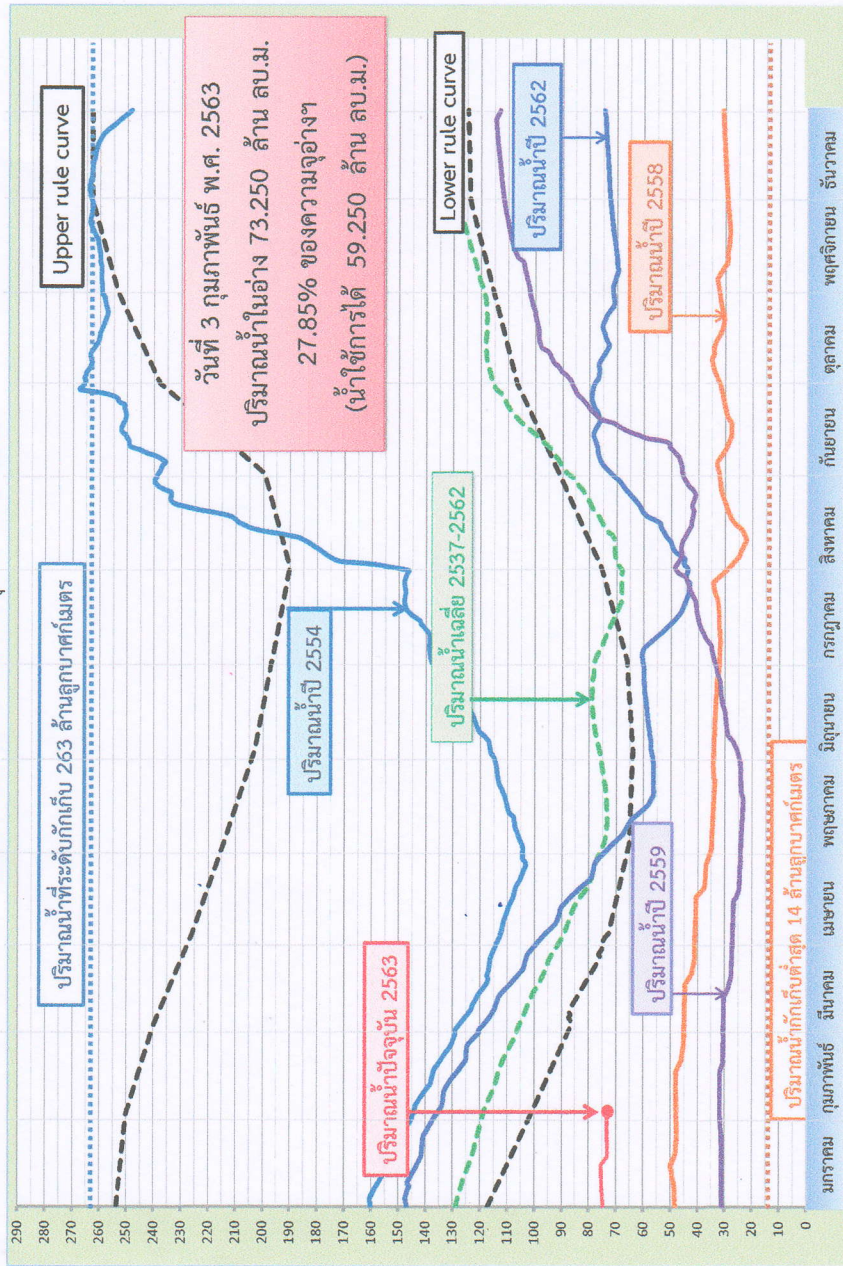 290
280
270
260
250
240
230
220
210
200
190
180
170
160
150
140
130
120
110
100
90
80
70
60
50
40
30
20
10
0
ปริมาณน้ำที่ระดับกักเก็บ 263 ล้านลูกบาศก์เมตร
Upper rule curve
วันที่ 3 กุมภาพันธ์ พ.ศ. 2563
ปริมาณน้ำในอ่าง 73.250 ล้าน ลบ.ม.
27.85% ของความจุอ่างฯ
(น้ำใช้การได้ 59.250 ล้าน ลบ.ม.)
ปริมาณน้ำปี 2554
ปริมาณน้ำเฉลี่ย 2537-2562
Lower rule curve
ปริมาณน้ำปี 2562
ปริมาณน้ำปัจจุบัน 2563
ปริมาณน้ำปี 2559
ปริมาณน้ำปี 2558
ปริมาณน้ำกักเก็บต่ำสุด 14 ล้านลูกบาศก์เมตร
มกราคม กุมภาพันธ์ มีนาคม เมษายน พฤษภาคม มิถุนายน กรกฎาคม สิงหาคม กันยายน ตุลาคม พฤศจิกายน ธันวาคม